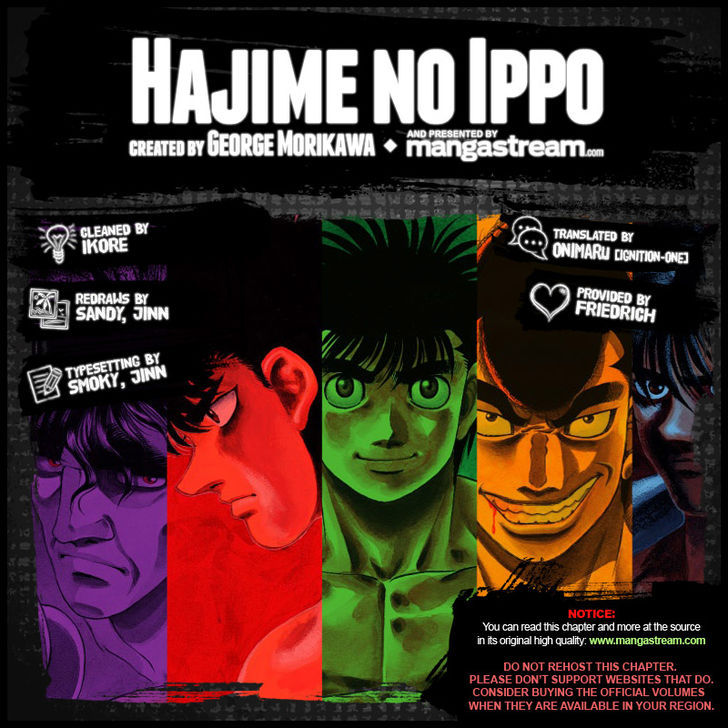 HAJIME NO IPPO
CREATED BY GEORGE MORIKAWA ◆ AND PRESENTED BY mangastream.com
CLEANED BY
IKORE
REDRAWS BY
SANDY, JINN
TYPESETTING BY
SMOKY, JINN
TRANSLATED BY
ONIMARU [IGNITION-ONE]
PROVIDED BY
FRIEDRICH
NOTICE:
You can read this chapter and more at the source
in its original high quality: www.mangastream.com
DO NOT REHOST THIS CHAPTER.
PLEASE DON'T SUPPORT WEBSITES THAT DO.
CONSIDER BUYING THE OFFICIAL VOLUMES
WHEN THEY ARE AVAILABLE IN YOUR REGION.